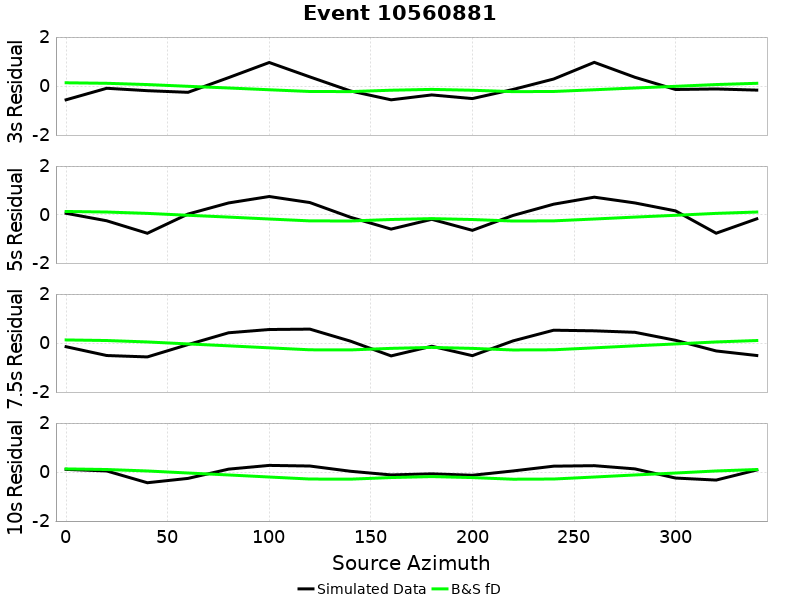 Event 10560881
3s Residual
2
0
-2
5s Residual
2
0
-2
7.5s Residual
2
0
-2
10s Residual
2
0
-2
0 50 100 150 200 250 300
Source Azimuth
Simulated Data B&S fD